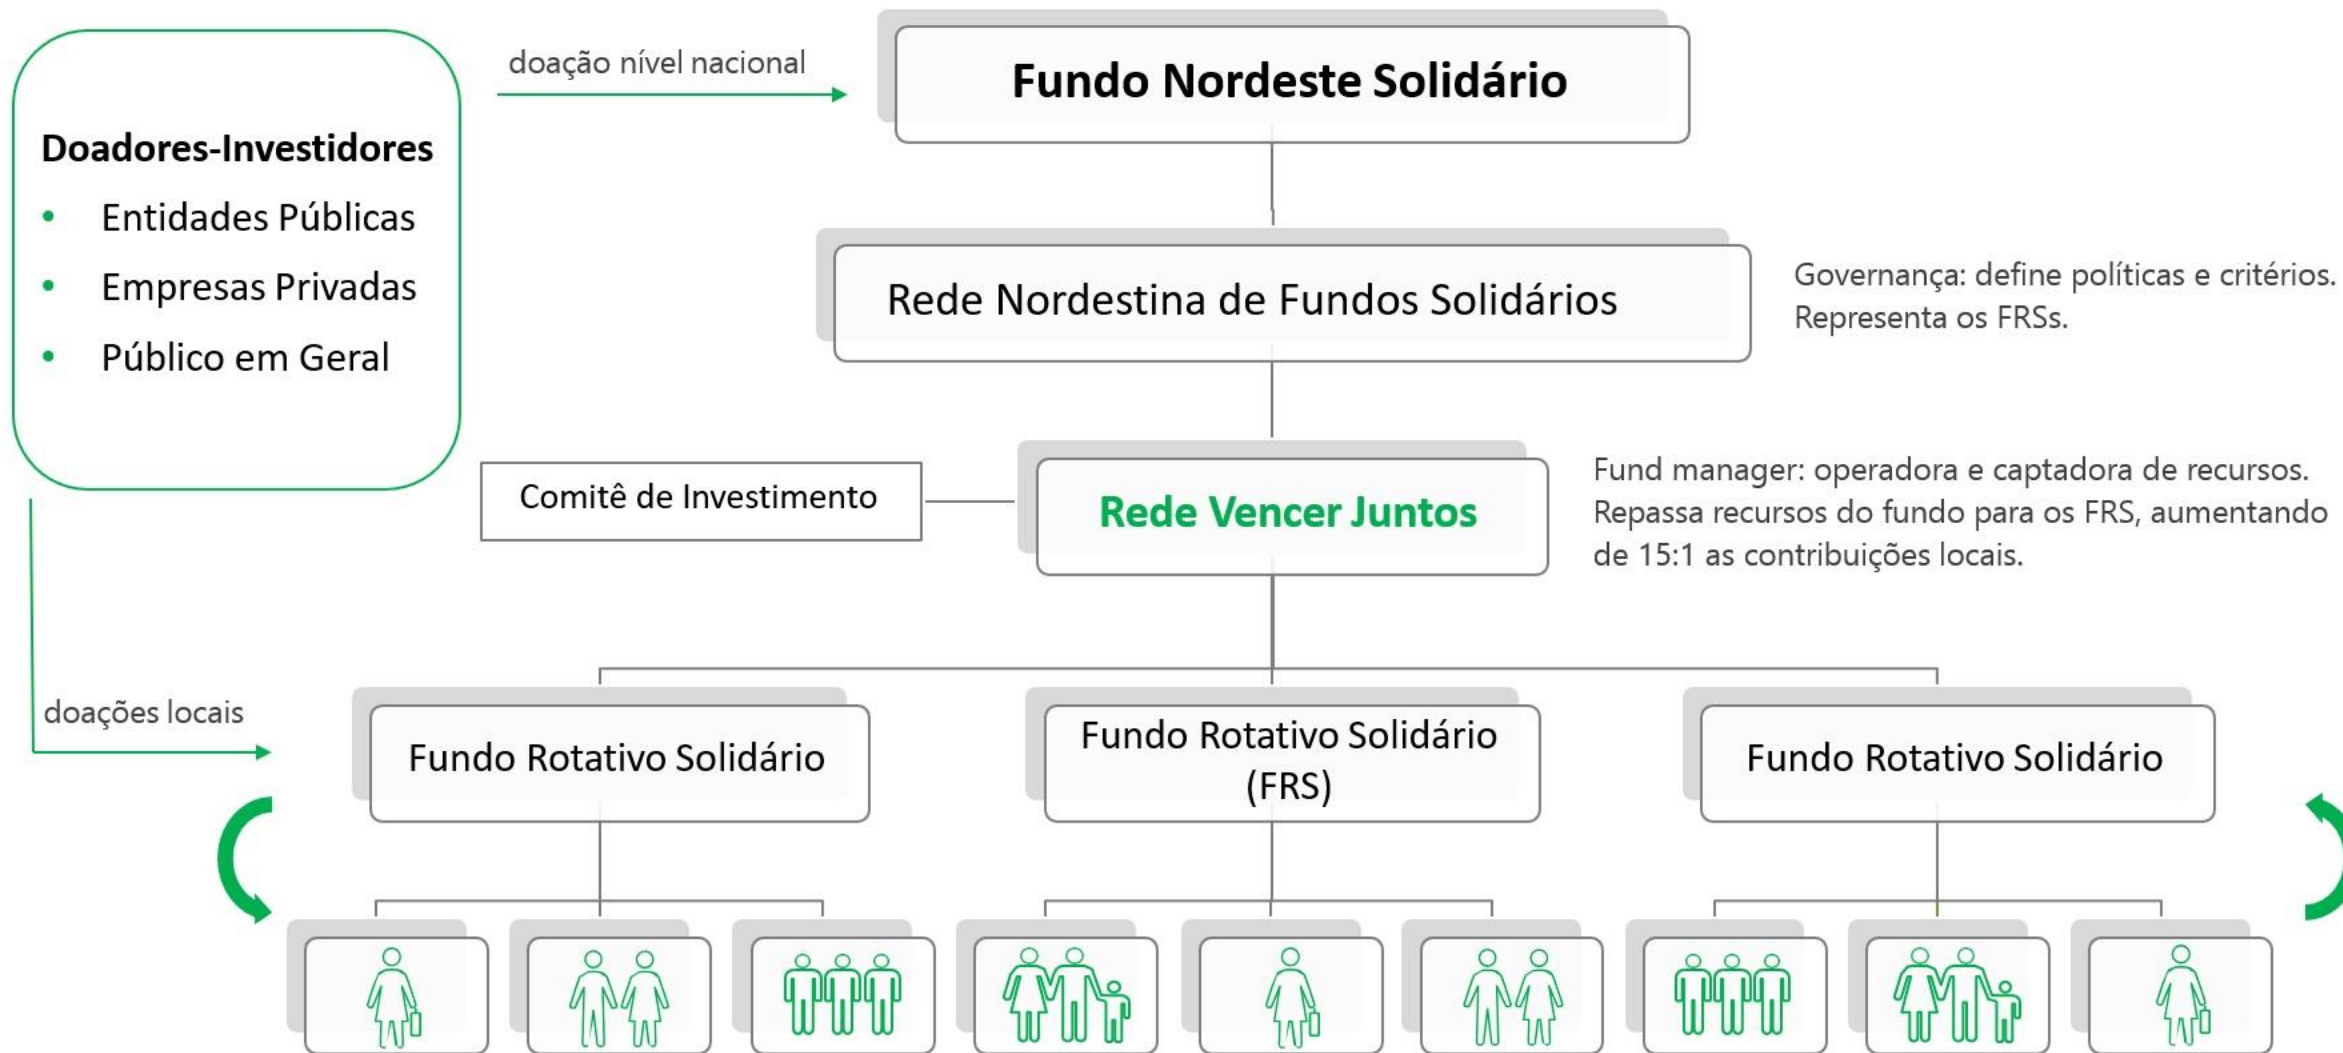 doação nível nacional
Fundo Nordeste Solidário
Doadores-Investidores
• Entidades Públicas
• Empresas Privadas
• Público em Geral
Rede Nordestina de Fundos Solidários
Governança: define políticas e critérios.
Representa os FRSs.
Comitê de Investimento
Rede Vencer Juntos
Fund manager: operadora e captadora de recursos.
Repassa recursos do fundo para os FRS, aumentando
de 15:1 as contribuições locais.
doações locais
Fundo Rotativo Solidário
Fundo Rotativo Solidário
(FRS)
Fundo Rotativo Solidário